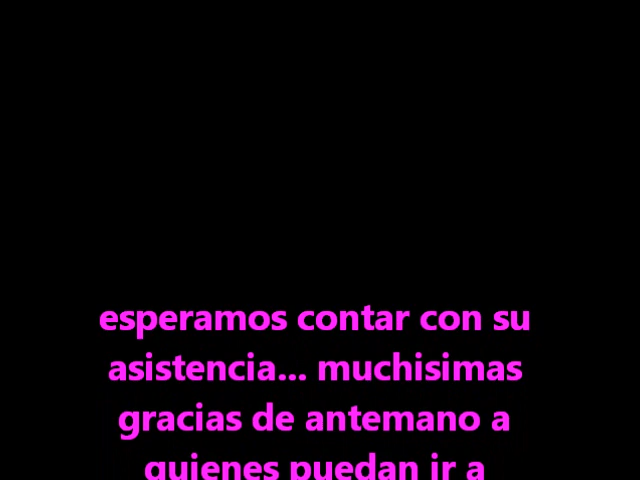 esperamos contar con su
asistencia... muchisimas
gracias de antemano a
quienes puedan ir a